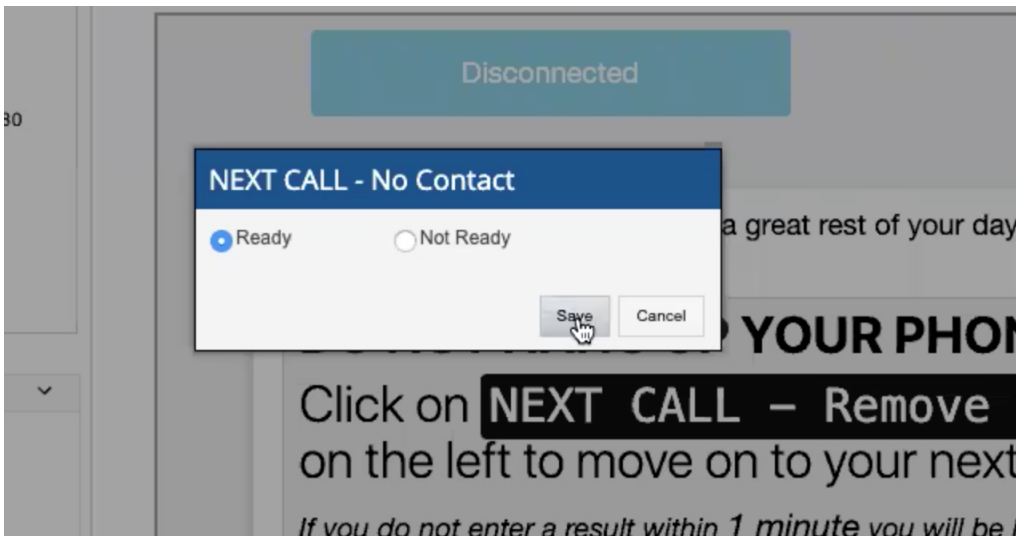 Disconnected
30
NEXT CALL - No Contact
Ready
Not Ready
a great rest of your day
Save
Cancel
YOUR PHO
Click on NEXT CALL – Remove
on the left to move on to your next
If you do not enter a result within 1 minute you will be